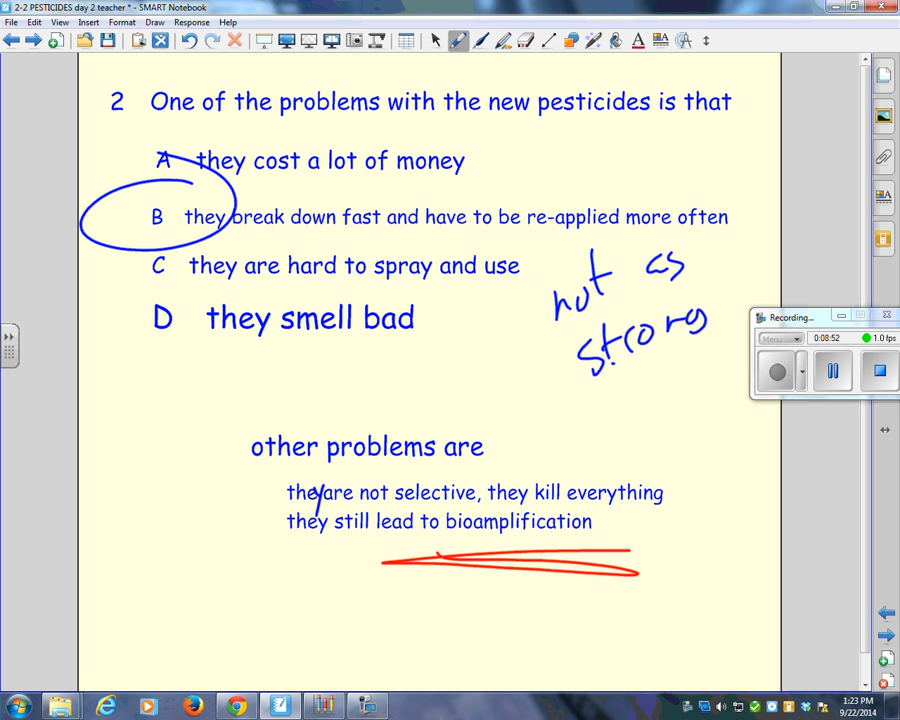 2-2 PESTICIDES day 2 teacher * - SMART Notebook
File Edit View Insert Format Draw Response Help
2 One of the problems with the new pesticides is that
A they cost a lot of money
B they break down fast and have to be re-applied more often
C they are hard to spray and use
D they smell bad
not as
strong
Recording...
Menu 0:08:52 1.0 fps
other problems are
they are not selective, they kill everything
they still lead to bioamplification
1:23 PM
9/22/2014